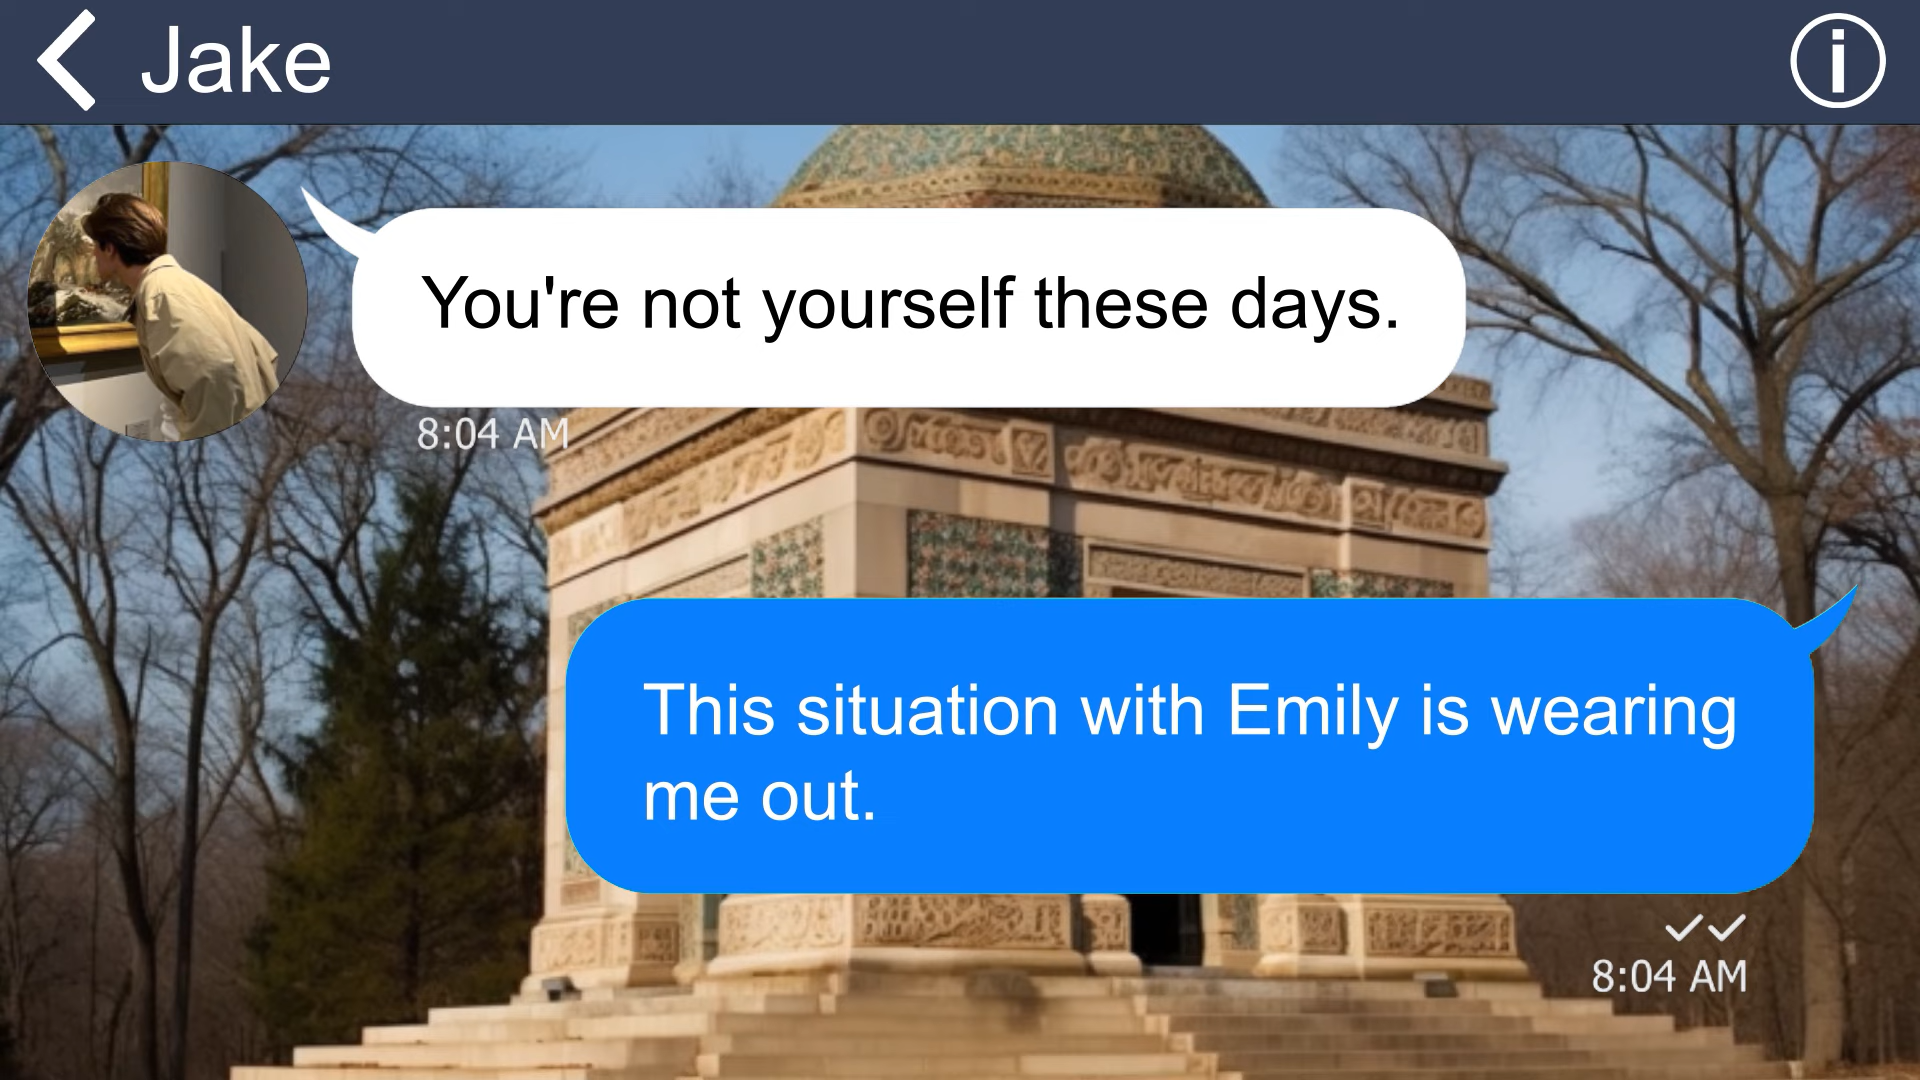 Jake
You're not yourself these days.
8:04 AM
This situation with Emily is wearing
me out.
8:04 AM